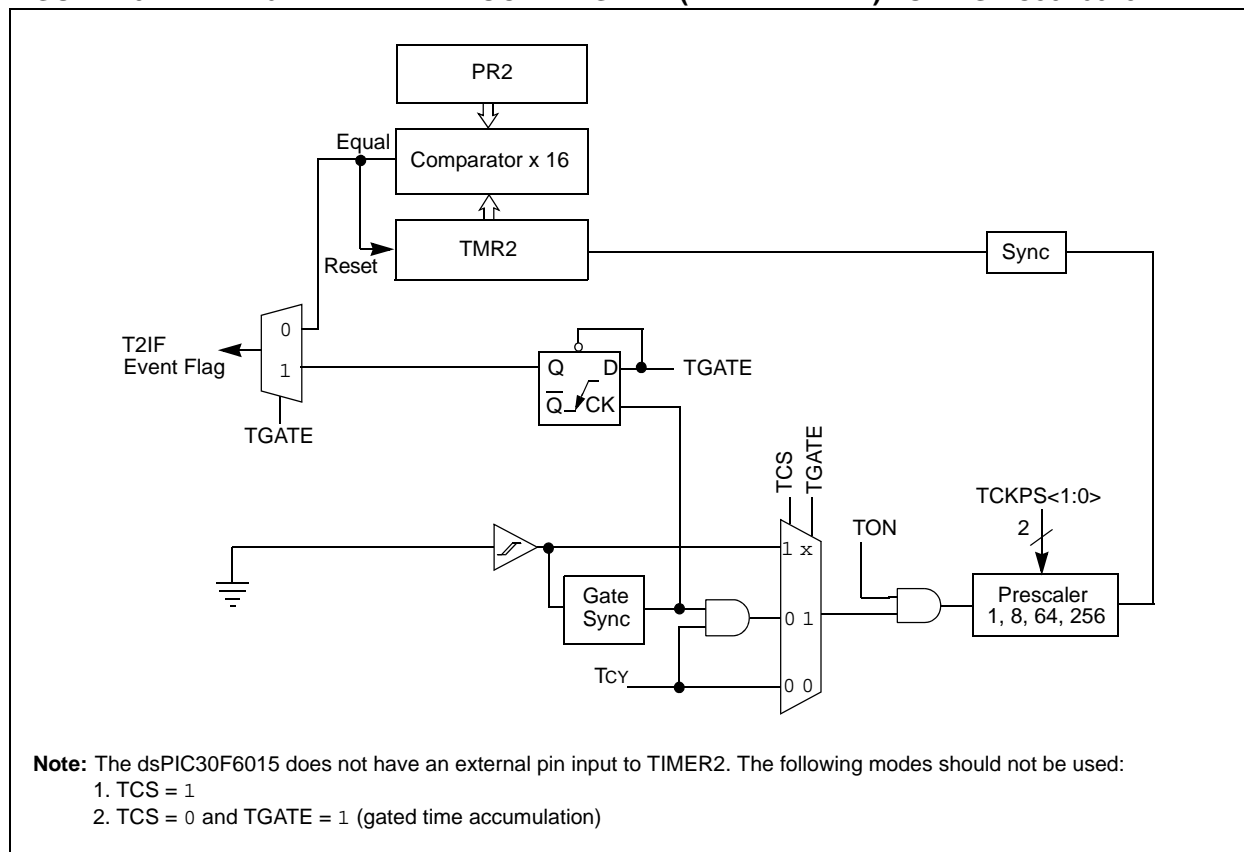 PR2
Equal
Comparator x 16
TMR2
Reset
Sync
0
1
T2IF
Event Flag
TGATE
Q D
Q CK
TGATE
TCS
TGATE
TCKPS<1:0>
2
TON
1 x
Gate
Sync
0 1
Prescaler
1, 8, 64, 256
TCY
0 0
Note: The dsPIC30F6015 does not have an external pin input to TIMER2. The following modes should not be used:
1. TCS = 1
2. TCS = 0 and TGATE = 1 (gated time accumulation)